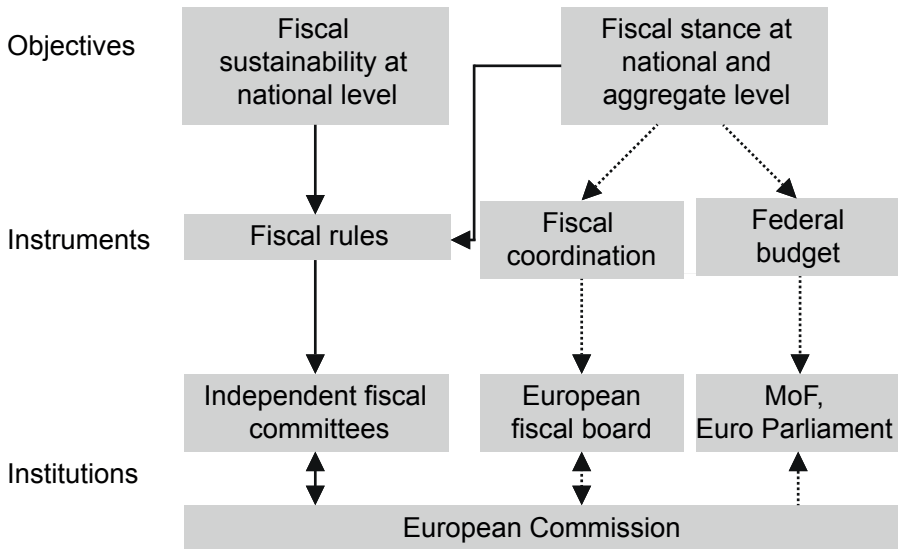 Objectives
Fiscal
sustainability at
national level
Fiscal stance at
national and
aggregate level
Instruments
Fiscal rules
Fiscal
coordination
Federal
budget
Independent fiscal
committees
European
fiscal board
MoF,
Euro Parliament
Institutions
European Commission